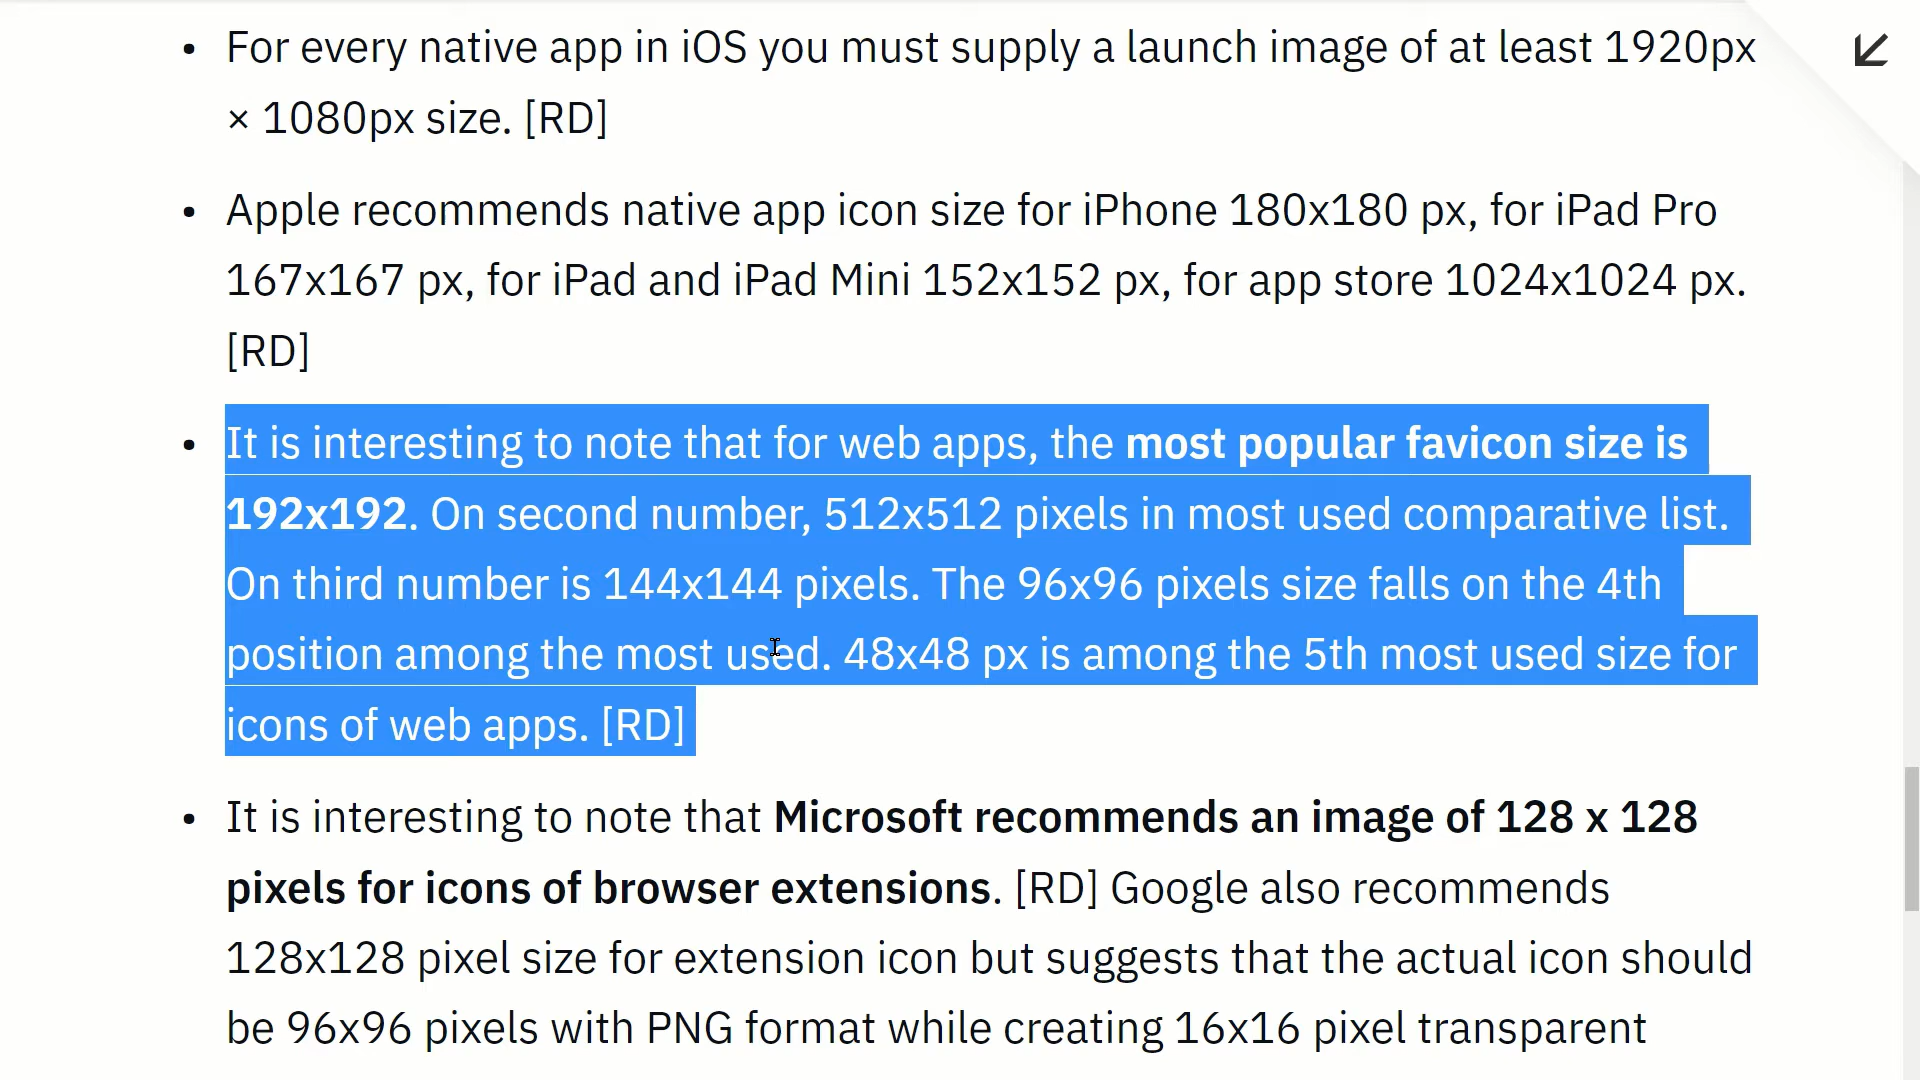 • For every native app in iOS you must supply a launch image of at least 1920px
× 1080px size. [RD]
• Apple recommends native app icon size for iPhone 180x180 px, for iPad Pro
167x167 px, for iPad and iPad Mini 152x152 px, for app store 1024x1024 px.
[RD]
• It is interesting to note that for web apps, the most popular favicon size is
192x192. On second number, 512x512 pixels in most used comparative list.
On third number is 144x144 pixels. The 96x96 pixels size falls on the 4th
position among the most used. 48x48 px is among the 5th most used size for
icons of web apps. [RD]
• It is interesting to note that Microsoft recommends an image of 128 x 128
pixels for icons of browser extensions. [RD] Google also recommends
128x128 pixel size for extension icon but suggests that the actual icon should
be 96x96 pixels with PNG format while creating 16x16 pixel transparent